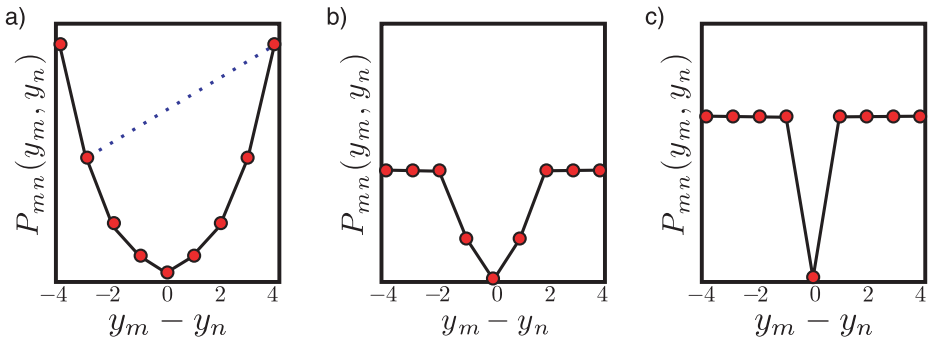 a)
P_{mn}(y_m, y_n)
−4 −2 0 2 4
y_m − y_n
b)
P_{mn}(y_m, y_n)
−4 −2 0 2 4
y_m − y_n
c)
P_{mn}(y_m, y_n)
−4 −2 0 2 4
y_m − y_n